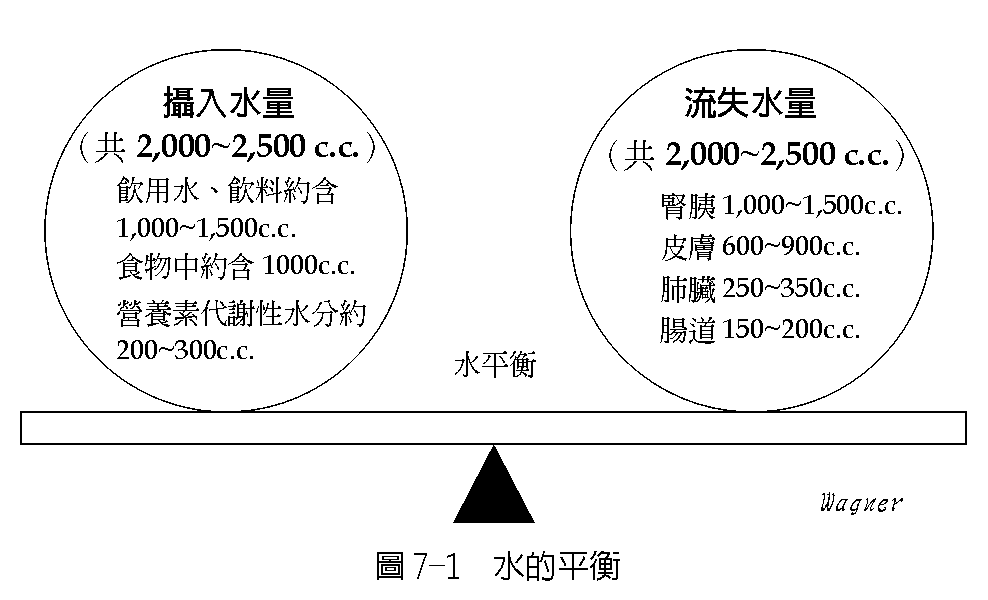 攝入水量
（共 2,000~2,500 c.c.）
飲用水、飲料約含
1,000~1,500c.c.
食物中約含 1000c.c.
營養素代謝性水分約
200~300c.c.
流失水量
（共 2,000~2,500 c.c.）
腎胰 1,000~1,500c.c.
皮膚 600~900c.c.
肺臟 250~350c.c.
腸道 150~200c.c.
水平衡
Wagner
圖 7-1　水的平衡